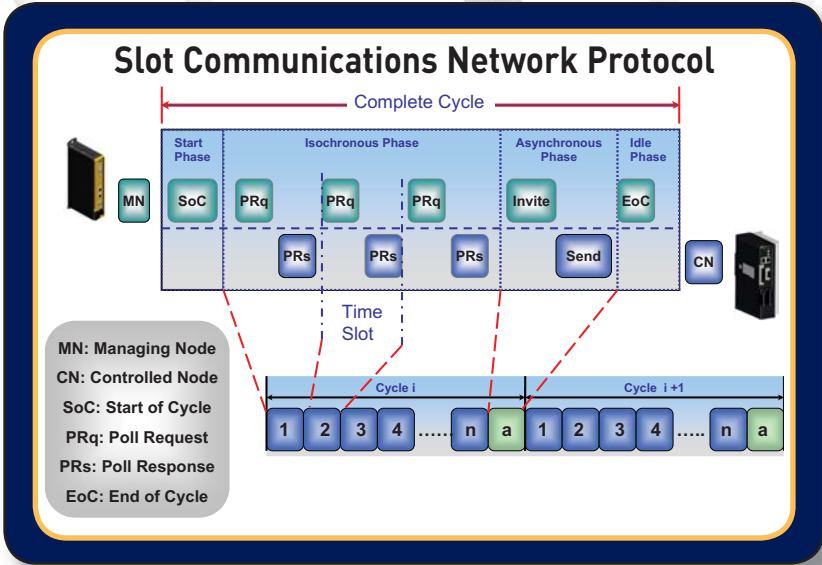 Slot Communications Network Protocol
Complete Cycle
Start
Phase
Isochronous Phase
Asynchronous
Phase
Idle
Phase
MN
SoC
PRq
PRq
PRq
Invite
EoC
PRs
PRs
PRs
Send
CN
Time
Slot
MN: Managing Node
CN: Controlled Node
SoC: Start of Cycle
PRq: Poll Request
PRs: Poll Response
EoC: End of Cycle
Cycle i
Cycle i +1
1 2 3 4 ...... n a 1 2 3 4 ..... n a